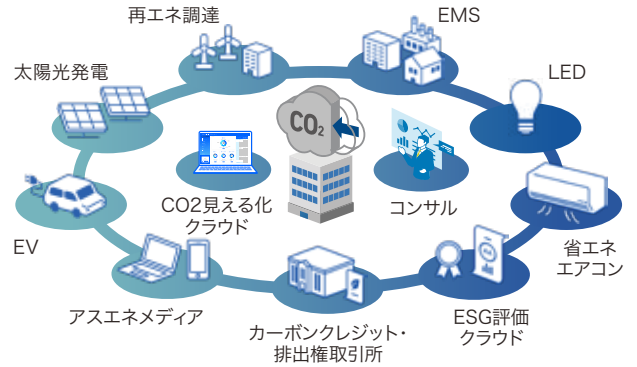 再エネ調達
EMS
太陽光発電
LED
CO₂
CO2見える化
クラウド
コンサル
EV
省エネ
エアコン
アスエネメディア
カーボンクレジット・
排出権取引所
ESG評価
クラウド